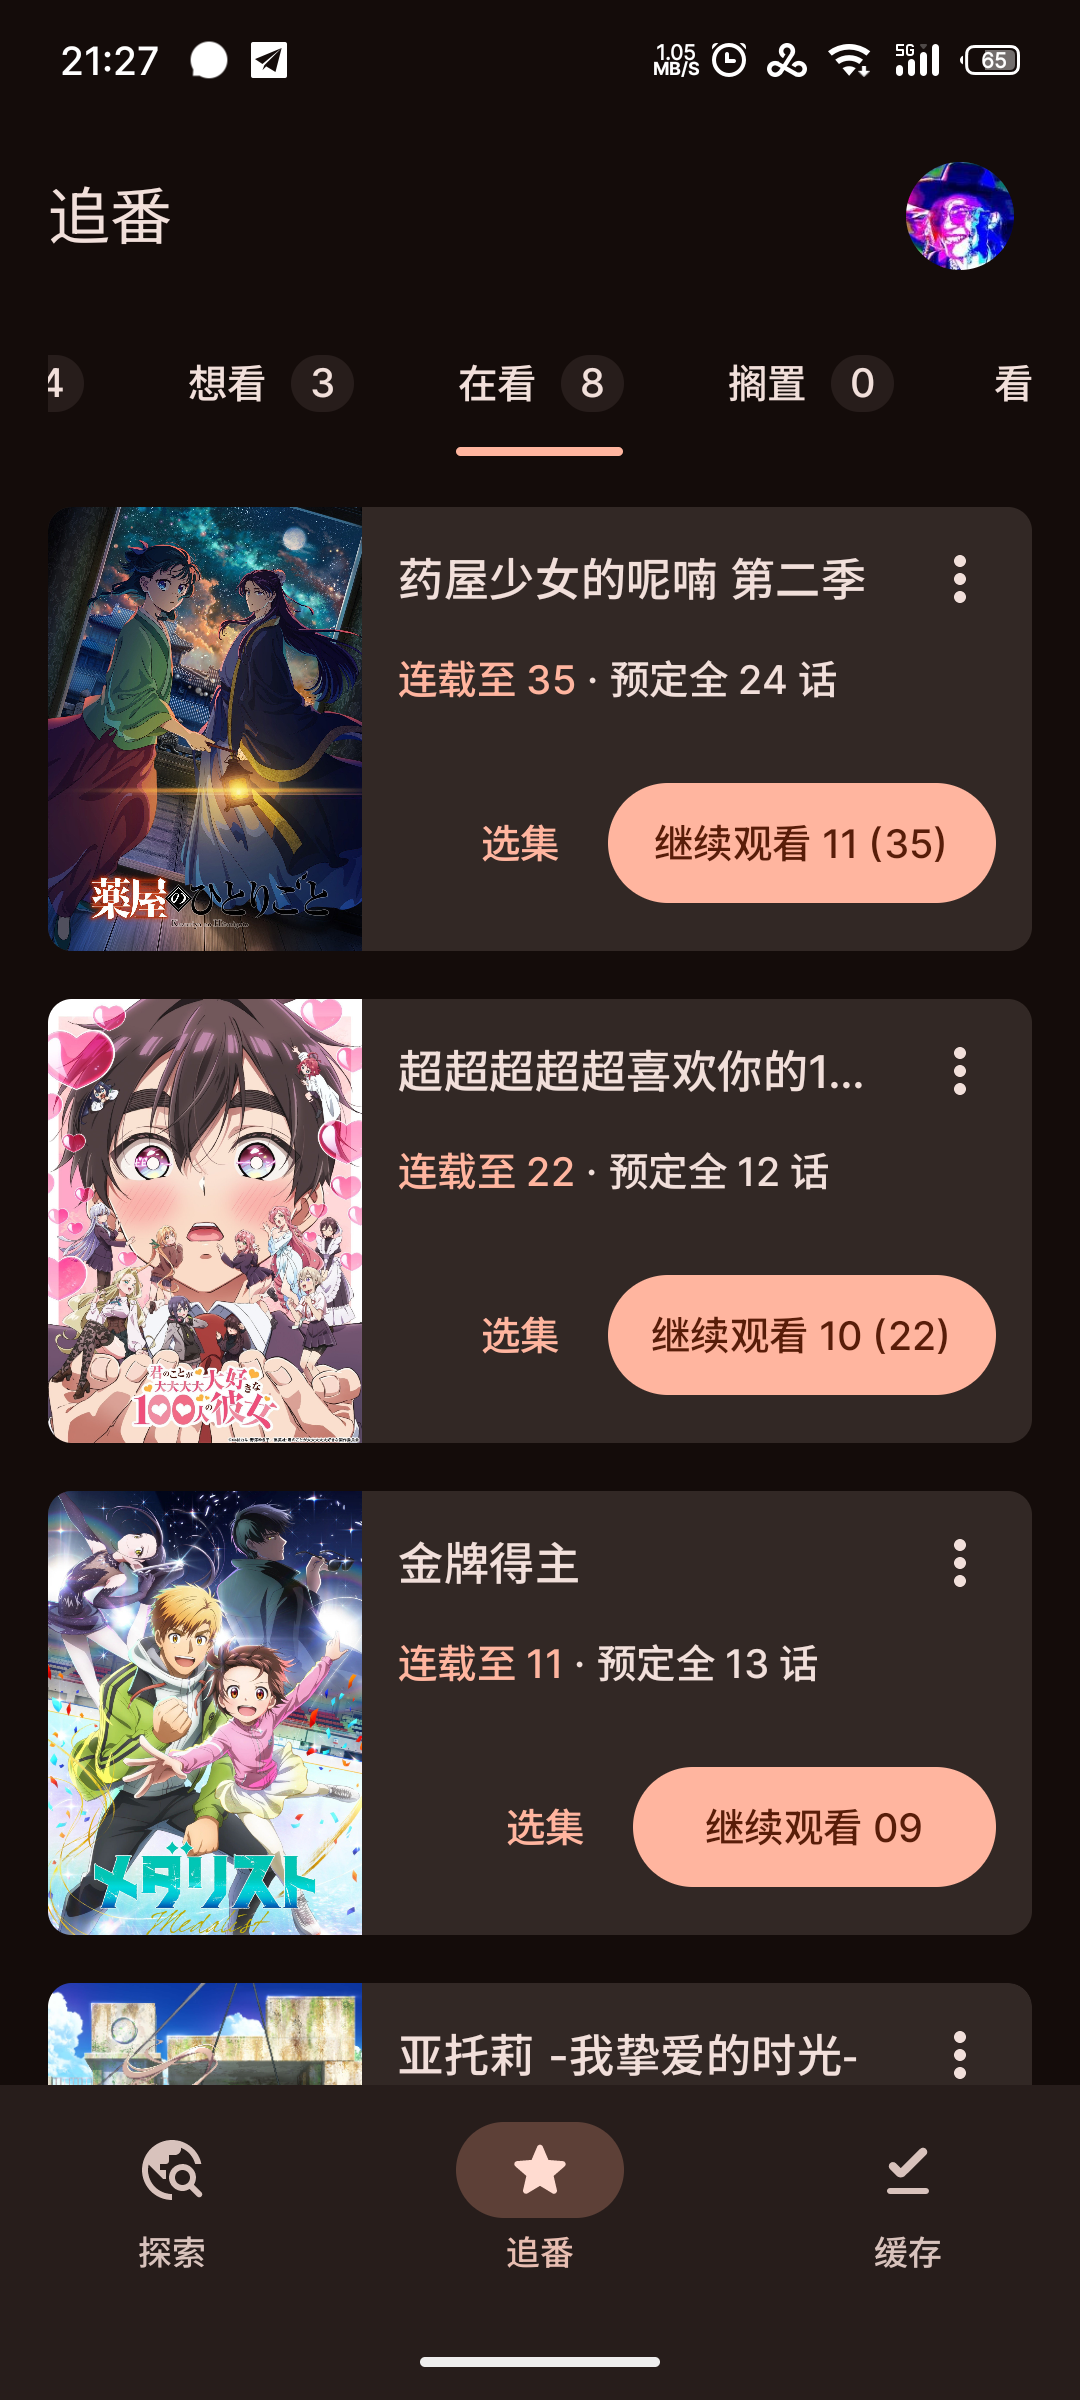 21:27
1.05
MB/S
5G
65
追番
4
想看 3
在看 8
搁置 0
看
药屋少女的呢喃 第二季
连载至 35 · 预定全 24 话
选集
继续观看 11 (35)
薬屋のひとりごと
超超超超超喜欢你的1...
连载至 22 · 预定全 12 话
选集
继续观看 10 (22)
君のことが
大大大大大好きな
100人の彼女
金牌得主
连载至 11 · 预定全 13 话
选集
继续观看 09
メダリスト
Medalist
亚托莉 -我挚爱的时光-
探索
追番
缓存